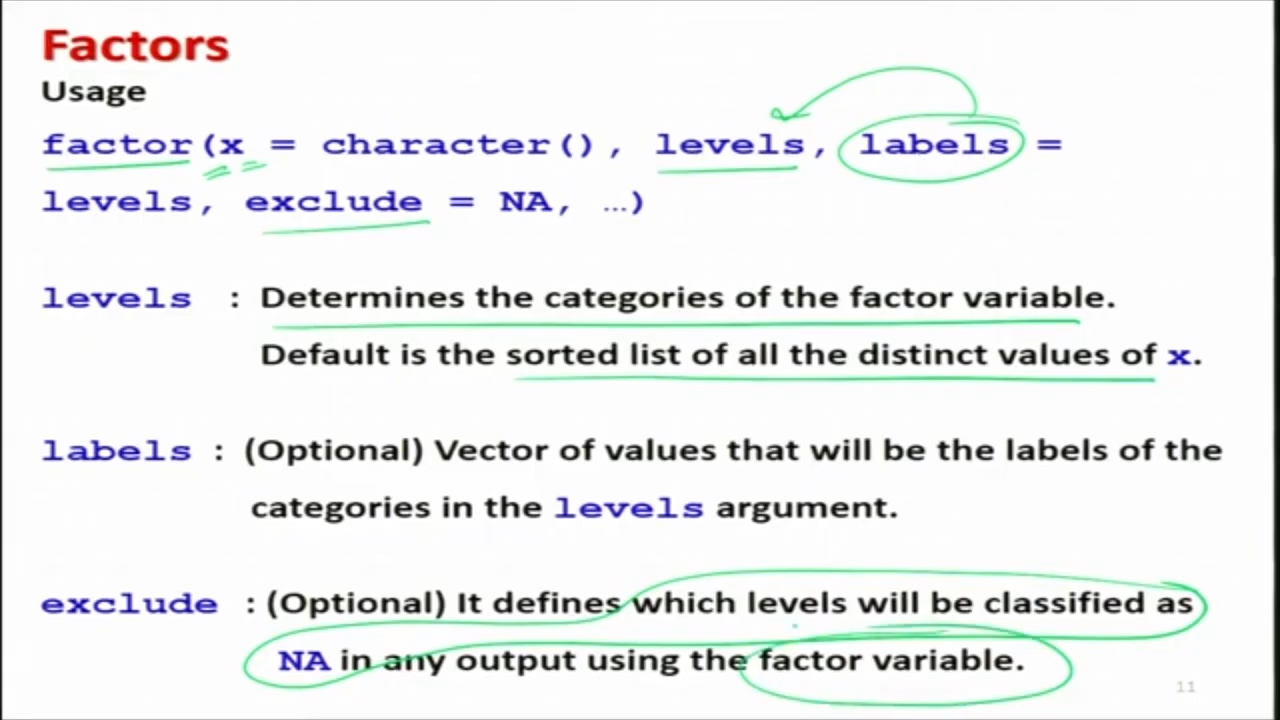 Factors
Usage
factor(x = character(), levels, labels =
levels, exclude = NA, …)
levels : Determines the categories of the factor variable.
Default is the sorted list of all the distinct values of x.
labels : (Optional) Vector of values that will be the labels of the
categories in the levels argument.
exclude : (Optional) It defines which levels will be classified as
NA in any output using the factor variable.
11